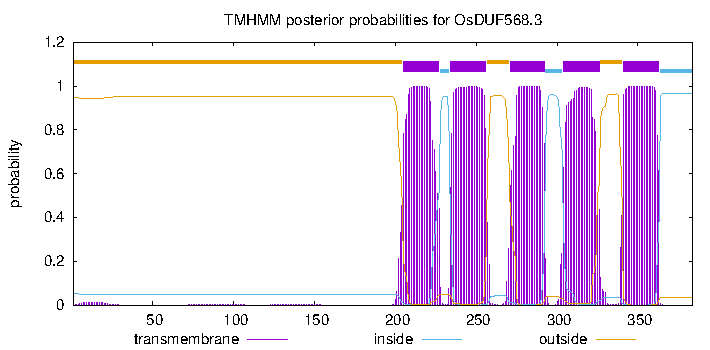 TMHMM posterior probabilities for OsDUF568.3
1.2
1
0.8
0.6
0.4
0.2
0
probability
50 100 150 200 250 300 350
transmembrane inside outside